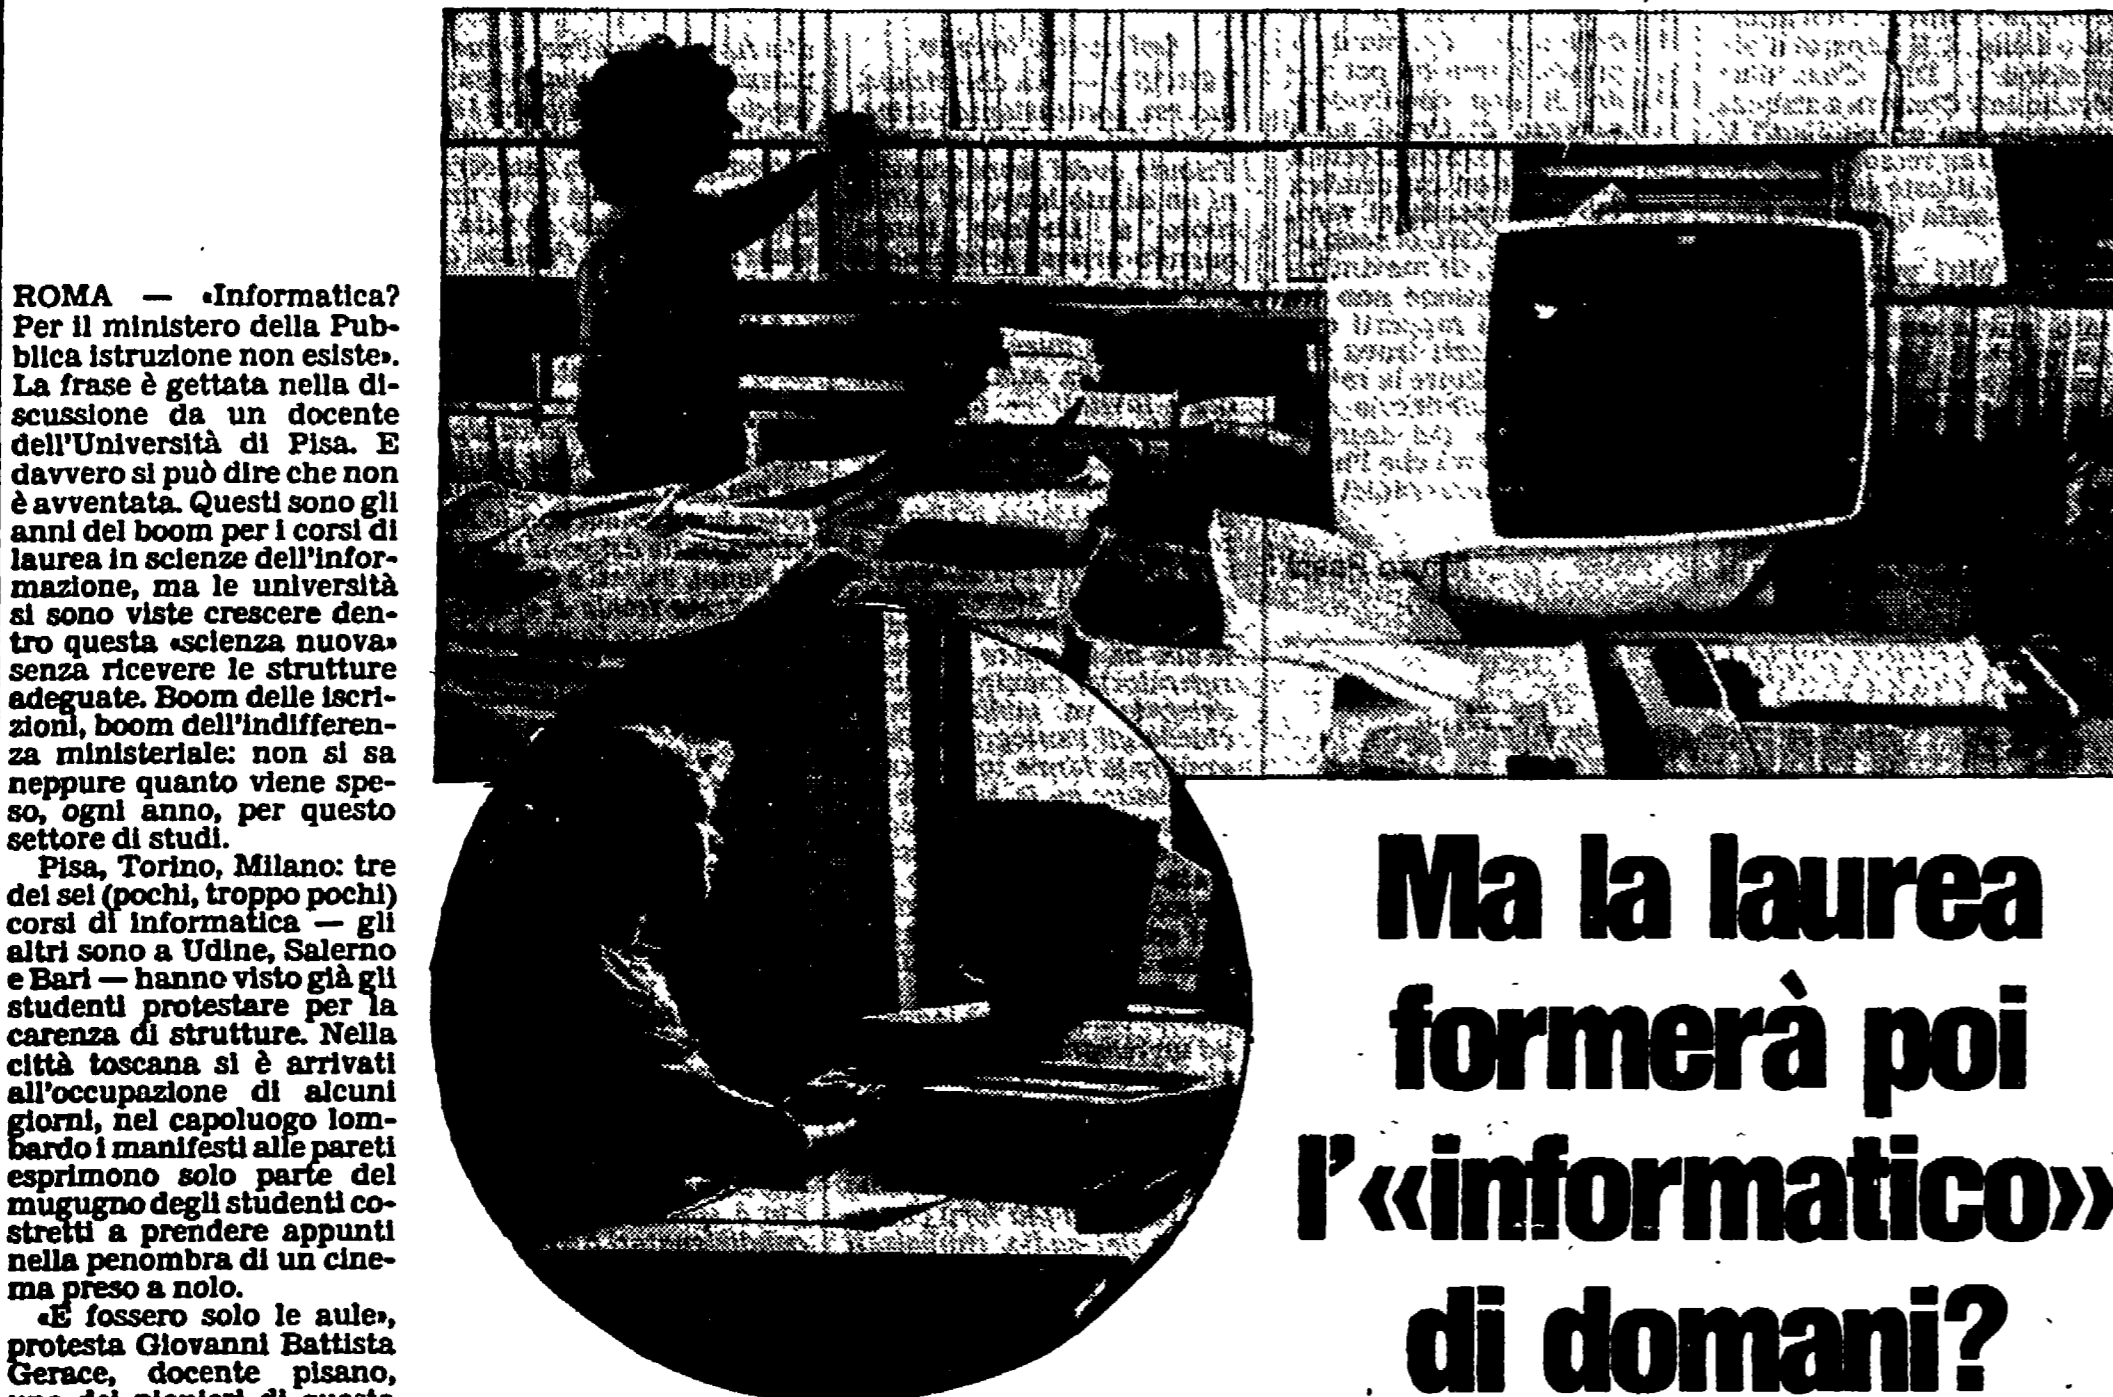 Ma la laurea
formerà poi
l'«informatico»
di domani?
ROMA — «Informatica?
Per il ministero della Pub-
blica istruzione non esiste».
La frase è gettata nella di-
scussione da un docente
dell'Università di Pisa. E
davvero si può dire che non
è avventata. Questi sono gli
anni del boom per i corsi di
laurea in scienze dell'infor-
mazione, ma le università
si sono viste crescere den-
tro questa «scienza nuova»
senza ricevere le strutture
adeguate. Boom delle iscri-
zioni, boom dell'indifferen-
za ministeriale: non si sa
neppure quanto viene spe-
so, ogni anno, per questo
settore di studi.
Pisa, Torino, Milano: tre
dei sei (pochi, troppo pochi)
corsi di informatica — gli
altri sono a Udine, Salerno
e Bari — hanno visto già gli
studenti protestare per la
carenza di strutture. Nella
città toscana si è arrivati
all'occupazione di alcuni
giorni, nel capoluogo lom-
bardo i manifesti alle pareti
esprimono solo parte del
mugugno degli studenti co-
stretti a prendere appunti
nella penombra di un cine-
ma preso a nolo.
«E fossero solo le aule»,
protesta Giovanni Battista
Gerace, docente pisano,
uno dei pionieri di questa